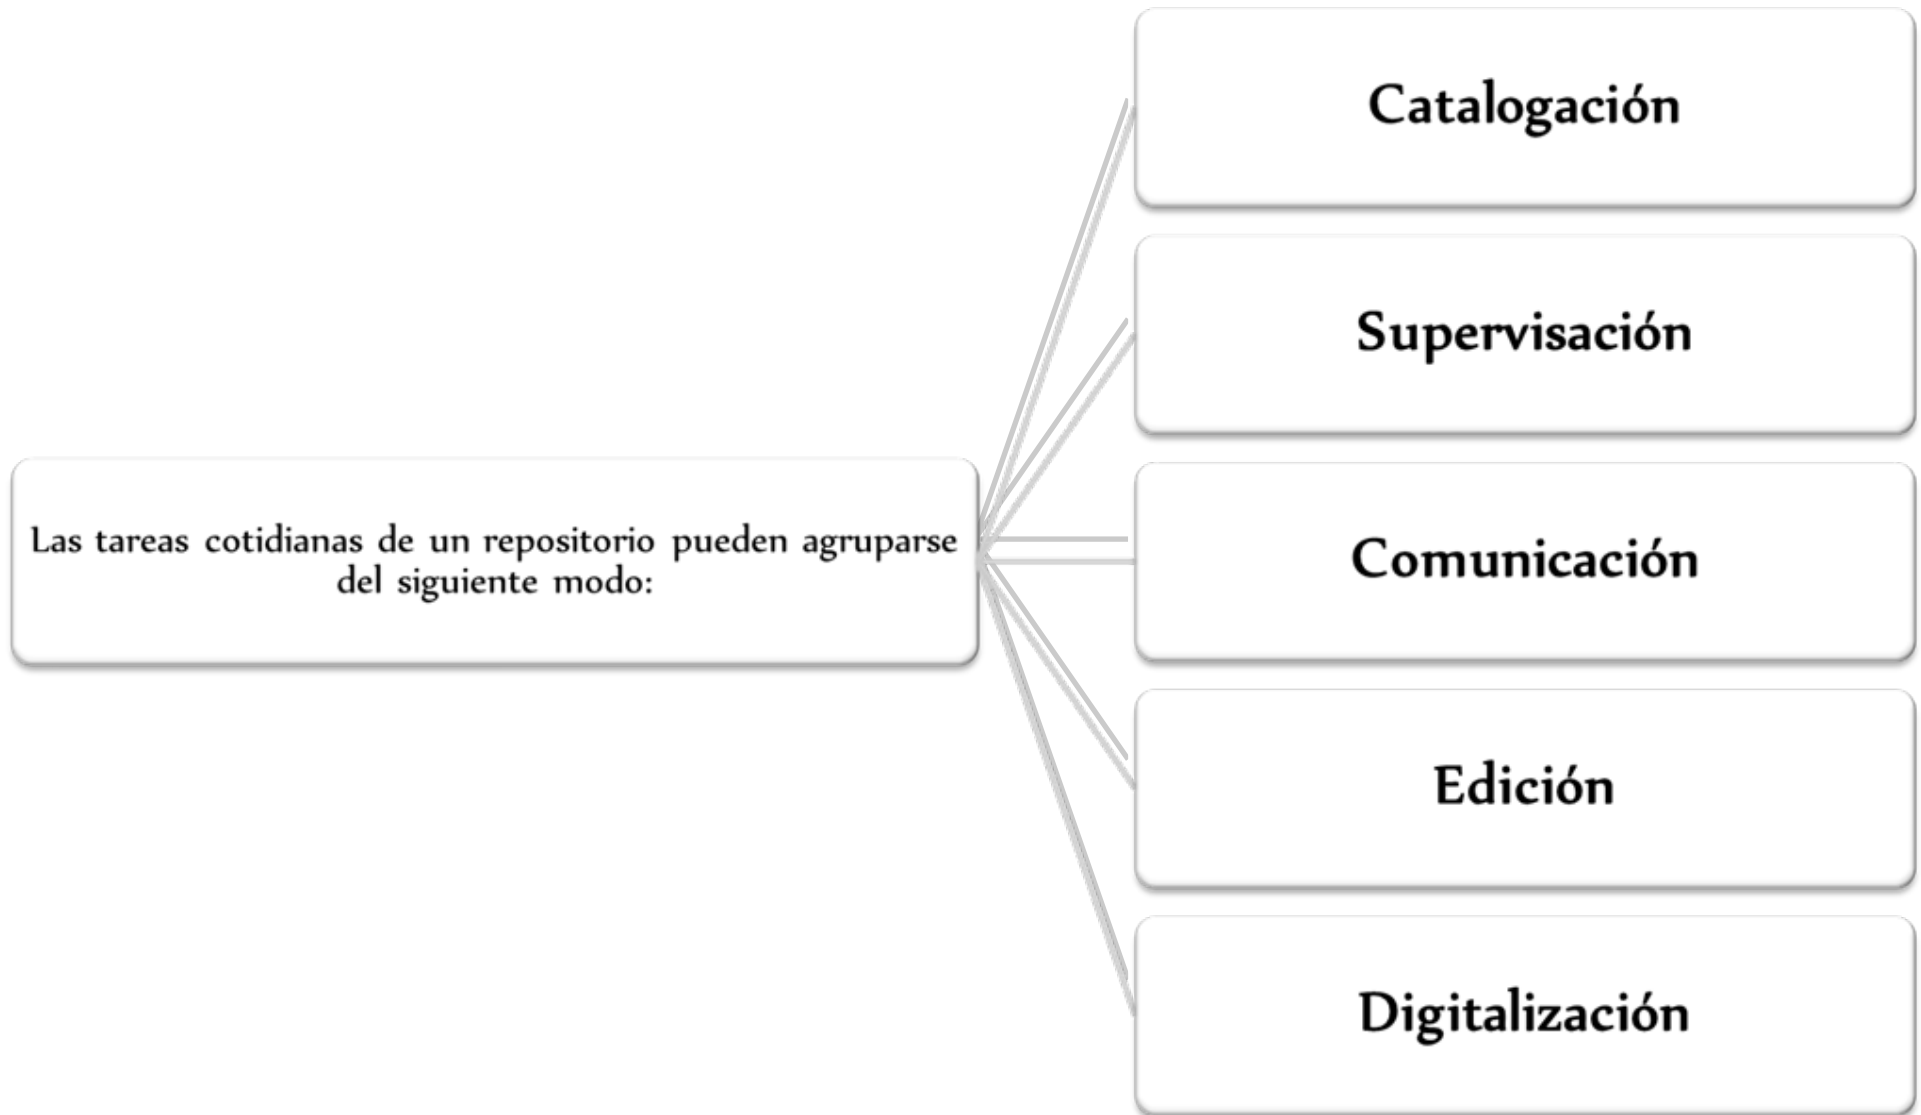 Las tareas cotidianas de un repositorio pueden agruparse
del siguiente modo:
Catalogación
Supervisación
Comunicación
Edición
Digitalización